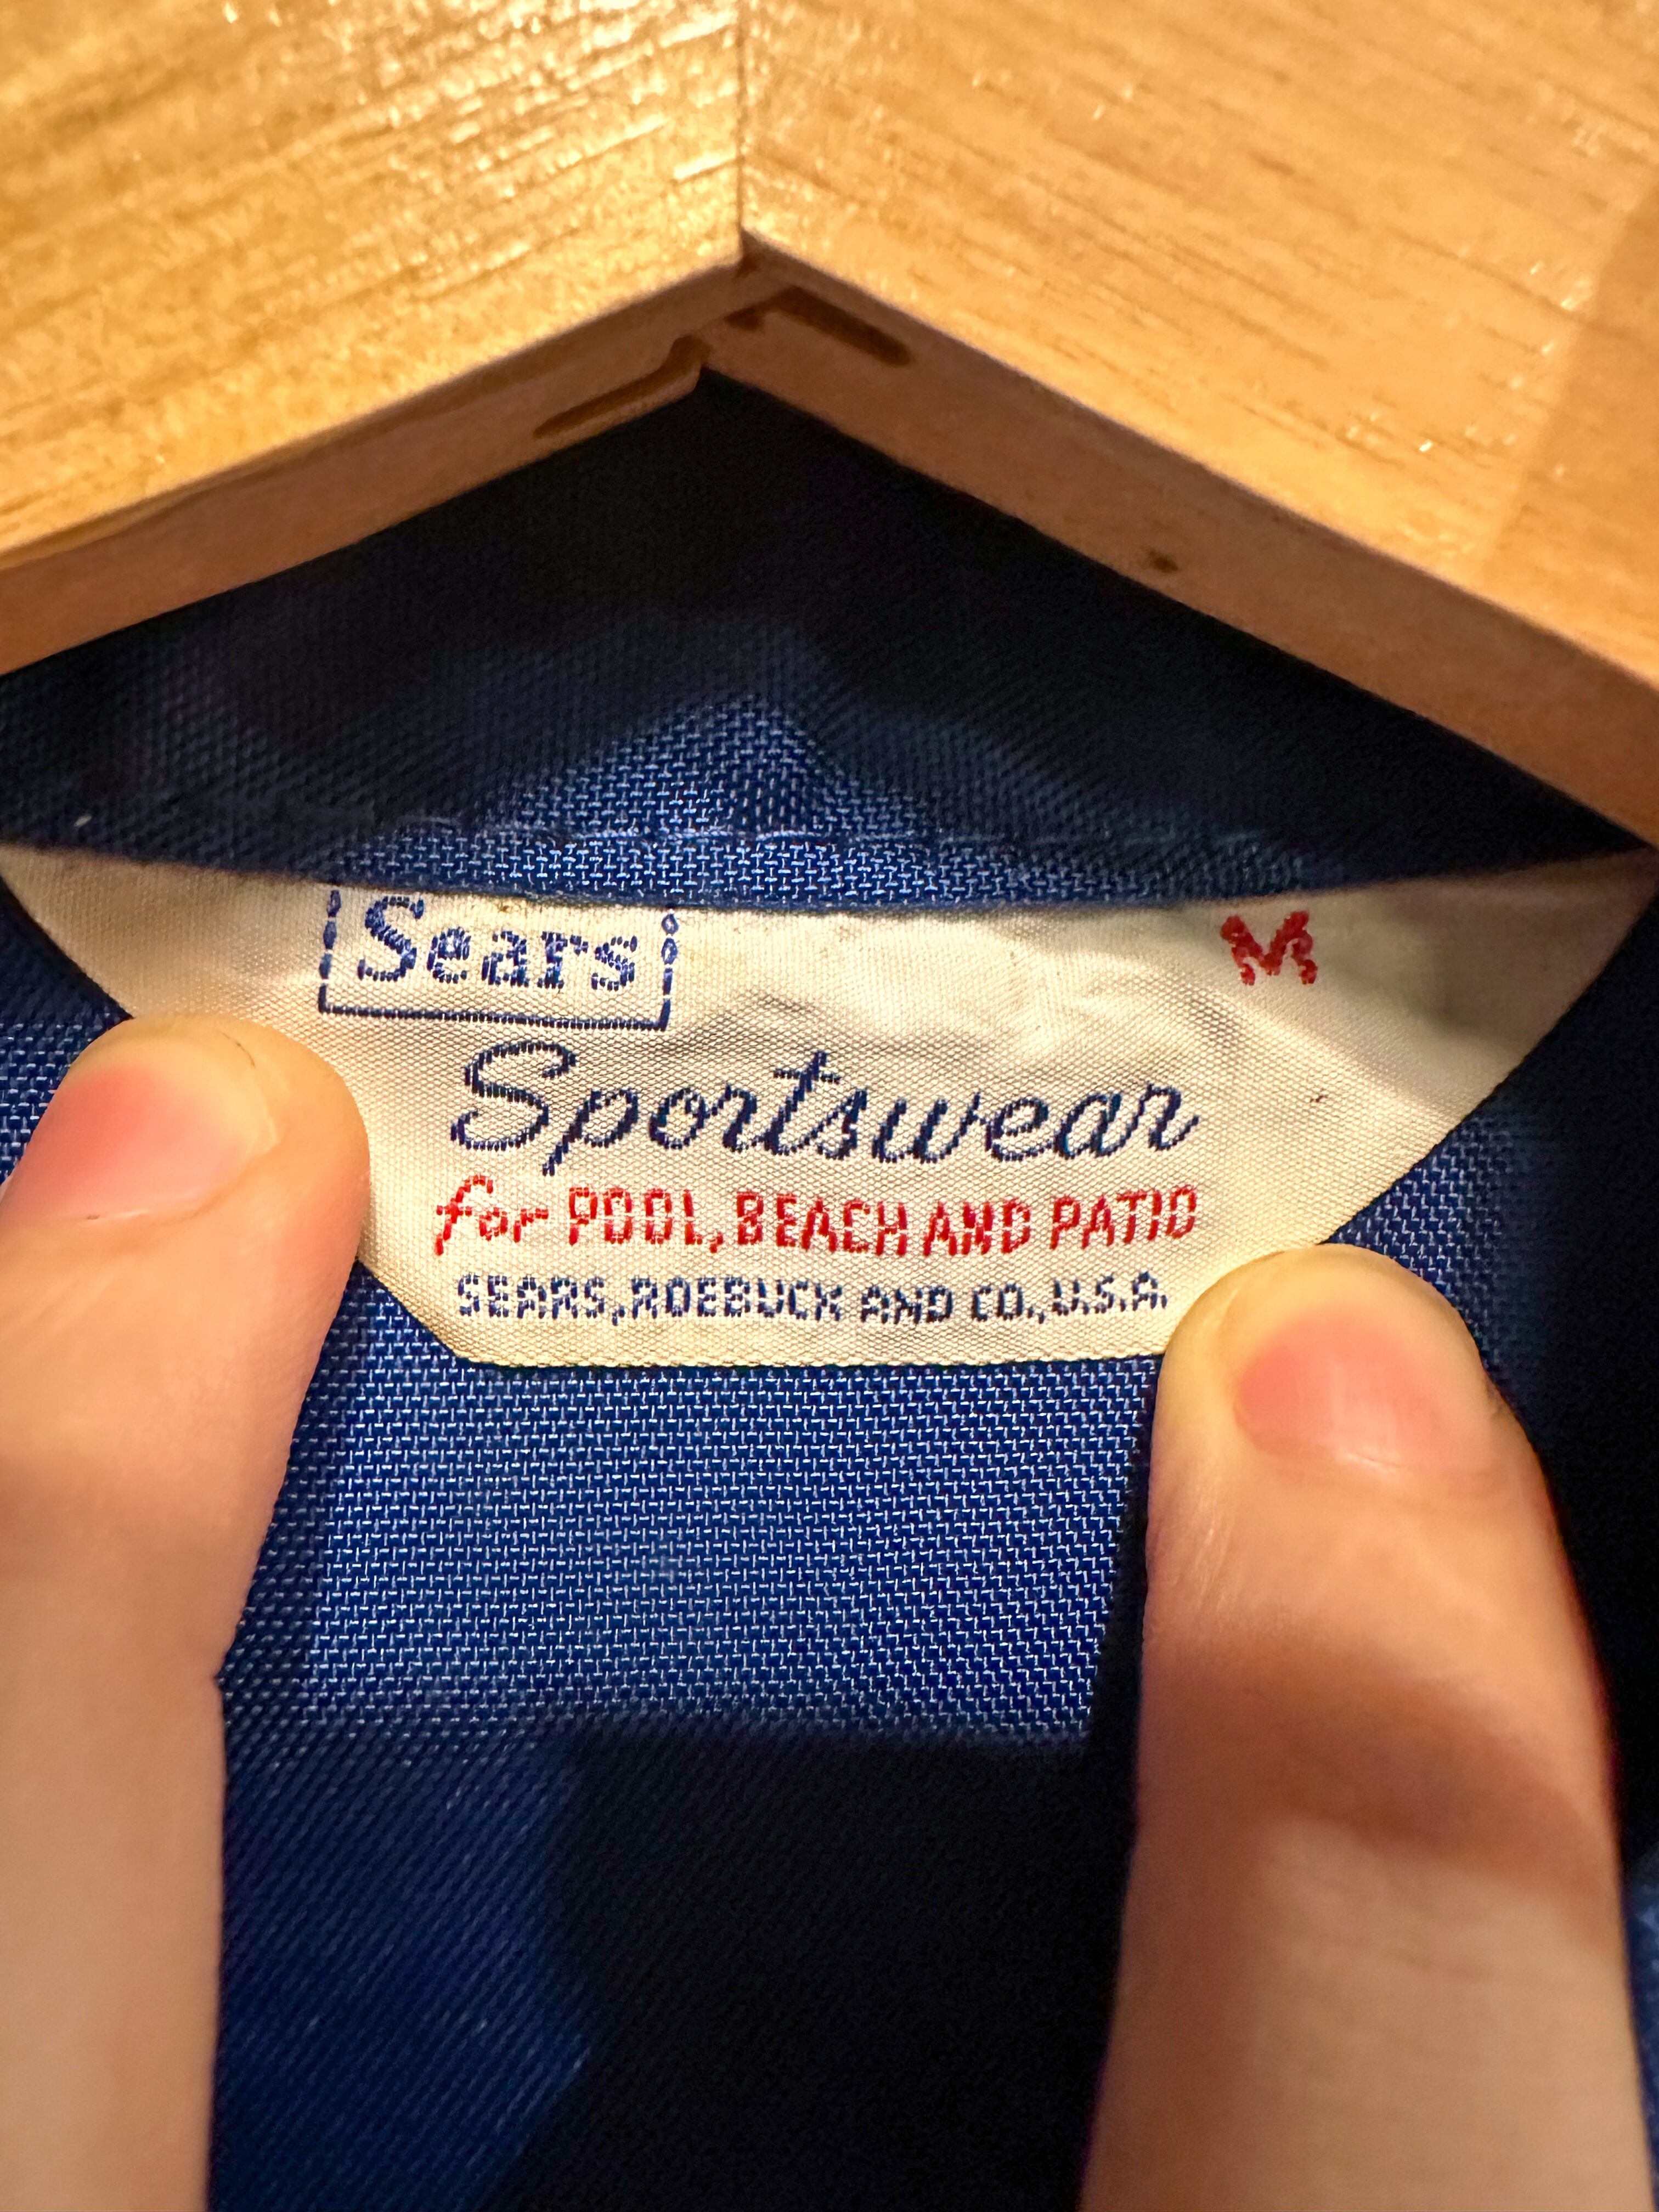 Sears M
Sportswear
for POOL, BEACH AND PATIO
SEARS, ROEBUCK AND CO., U.S.A.